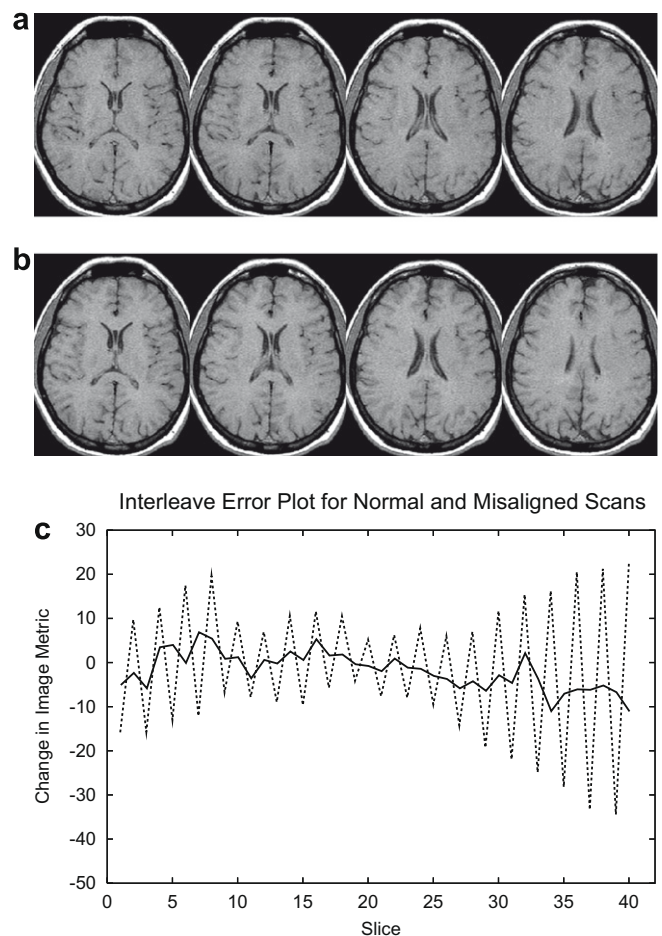 a
b
Interleave Error Plot for Normal and Misaligned Scans
c
30
20
10
0
-10
-20
-30
-40
-50
Change in Image Metric
0 5 10 15 20 25 30 35 40
Slice